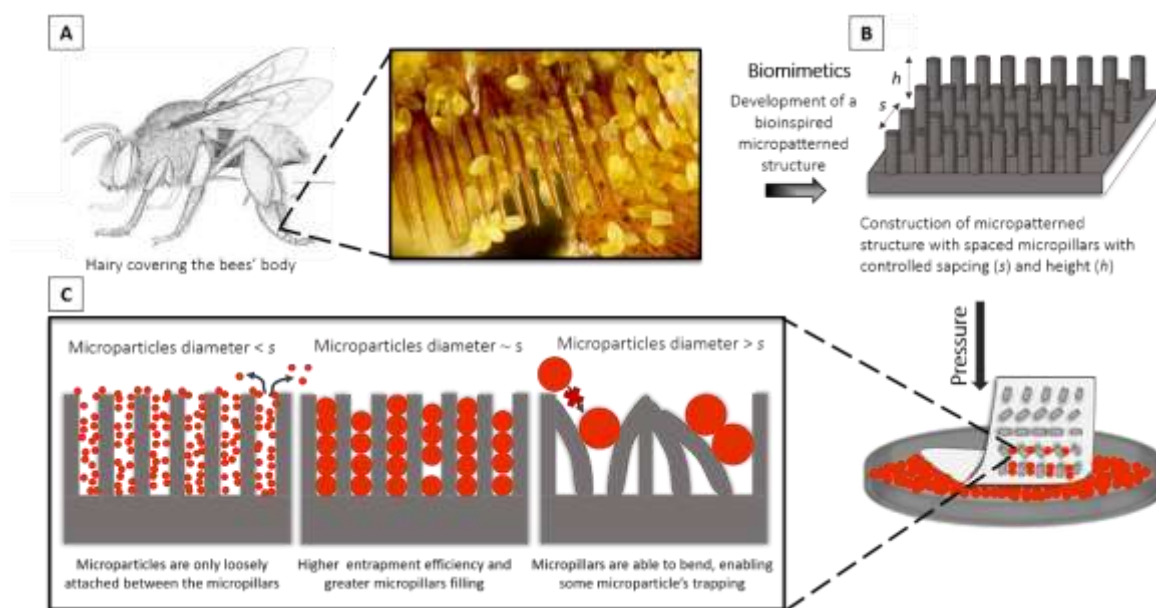 A
Hairy covering the bees' body
Biomimetics
Development of a
bioinspired
micropatterned
structure
B
h
s
Construction of micropatterned
structure with spaced micropillars with
controlled sapcing (s) and height (h)
Pressure
C
Microparticles diameter < s
Microparticles diameter ~ s
Microparticles diameter > s
Microparticles are only loosely
attached between the micropillars
Higher entrapment efficiency and
greater micropillars filling
Micropillars are able to bend, enabling
some microparticle's trapping